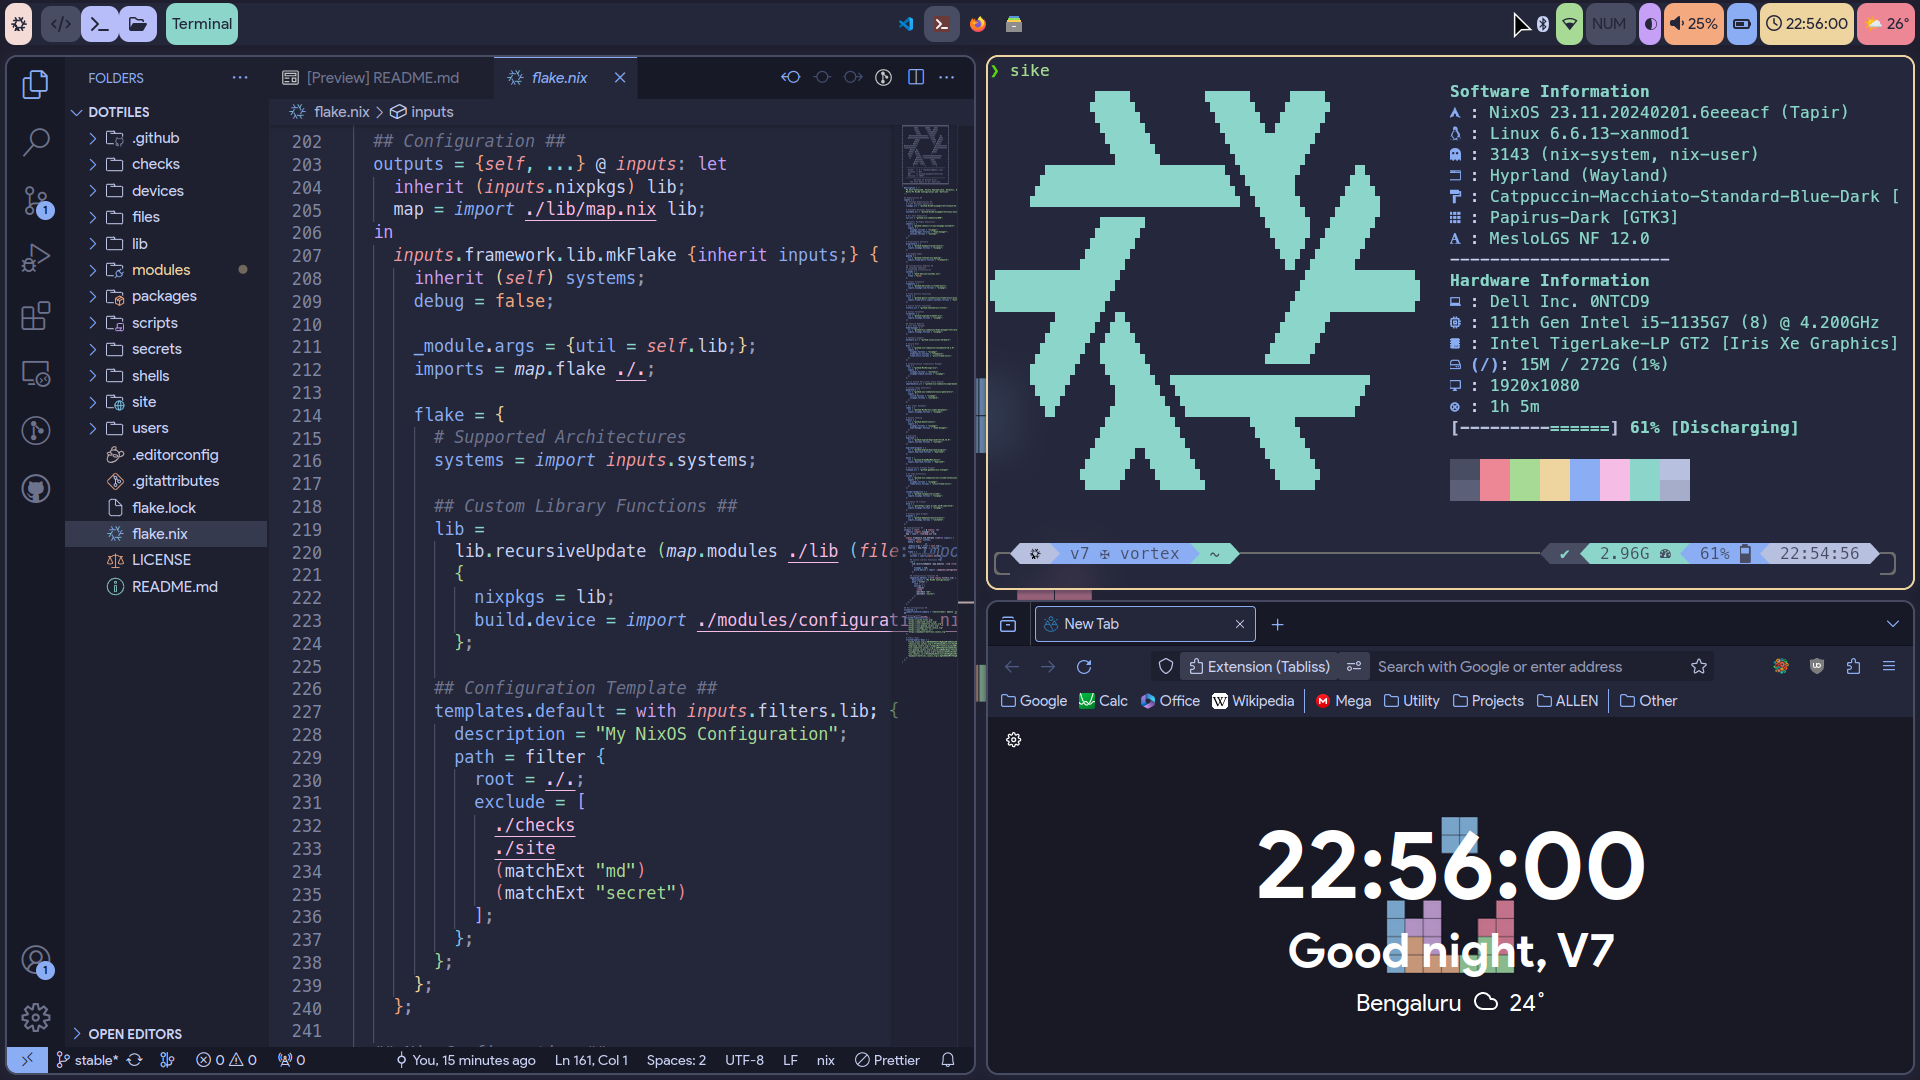 Terminal
NUM
25%
22:56:00
26°
FOLDERS
[Preview] README.md
flake.nix
flake.nix > inputs
DOTFILES
.github
checks
devices
files
lib
modules
packages
scripts
secrets
shells
site
users
.editorconfig
.gitattributes
flake.lock
flake.nix
LICENSE
README.md
OPEN EDITORS
202 ## Configuration ##
203 outputs = {self, ...} @ inputs: let
204 inherit (inputs.nixpkgs) lib;
205 map = import ./lib/map.nix lib;
206 in
207 inputs.framework.lib.mkFlake {inherit inputs;} {
208 inherit (self) systems;
209 debug = false;
210
211 _module.args = {util = self.lib;};
212 imports = map.flake ./.;
213
214 flake = {
215 # Supported Architectures
216 systems = import inputs.systems;
217
218 ## Custom Library Functions ##
219 lib =
220 lib.recursiveUpdate (map.modules ./lib (file: impo
221 {
222 nixpkgs = lib;
223 build.device = import ./modules/configuration.ni
224 };
225
226 ## Configuration Template ##
227 templates.default = with inputs.filters.lib; {
228 description = "My NixOS Configuration";
229 path = filter {
230 root = ./.;
231 exclude = [
232 ./checks
233 ./site
234 (matchExt "md")
235 (matchExt "secret")
236 ];
237 };
238 };
239 };
240 };
241
stable* 0 0 0 You, 15 minutes ago Ln 161, Col 1 Spaces: 2 UTF-8 LF nix Prettier
❯ sike
Software Information
: NixOS 23.11.20240201.6eeeacf (Tapir)
: Linux 6.6.13-xanmod1
: 3143 (nix-system, nix-user)
: Hyprland (Wayland)
: Catppuccin-Macchiato-Standard-Blue-Dark [
: Papirus-Dark [GTK3]
: MesloLGS NF 12.0
----------------------
Hardware Information
: Dell Inc. 0NTCD9
: 11th Gen Intel i5-1135G7 (8) @ 4.200GHz
: Intel TigerLake-LP GT2 [Iris Xe Graphics]
(/): 15M / 272G (1%)
: 1920x1080
: 1h 5m
[---------======] 61% [Discharging]
v7 ✠ vortex ~ ✔ 2.96G 61% 22:54:56
New Tab
Extension (Tabliss) Search with Google or enter address
Google Calc Office Wikipedia Mega Utility Projects ALLEN Other
22:56:00
Good night, V7
Bengaluru 24°